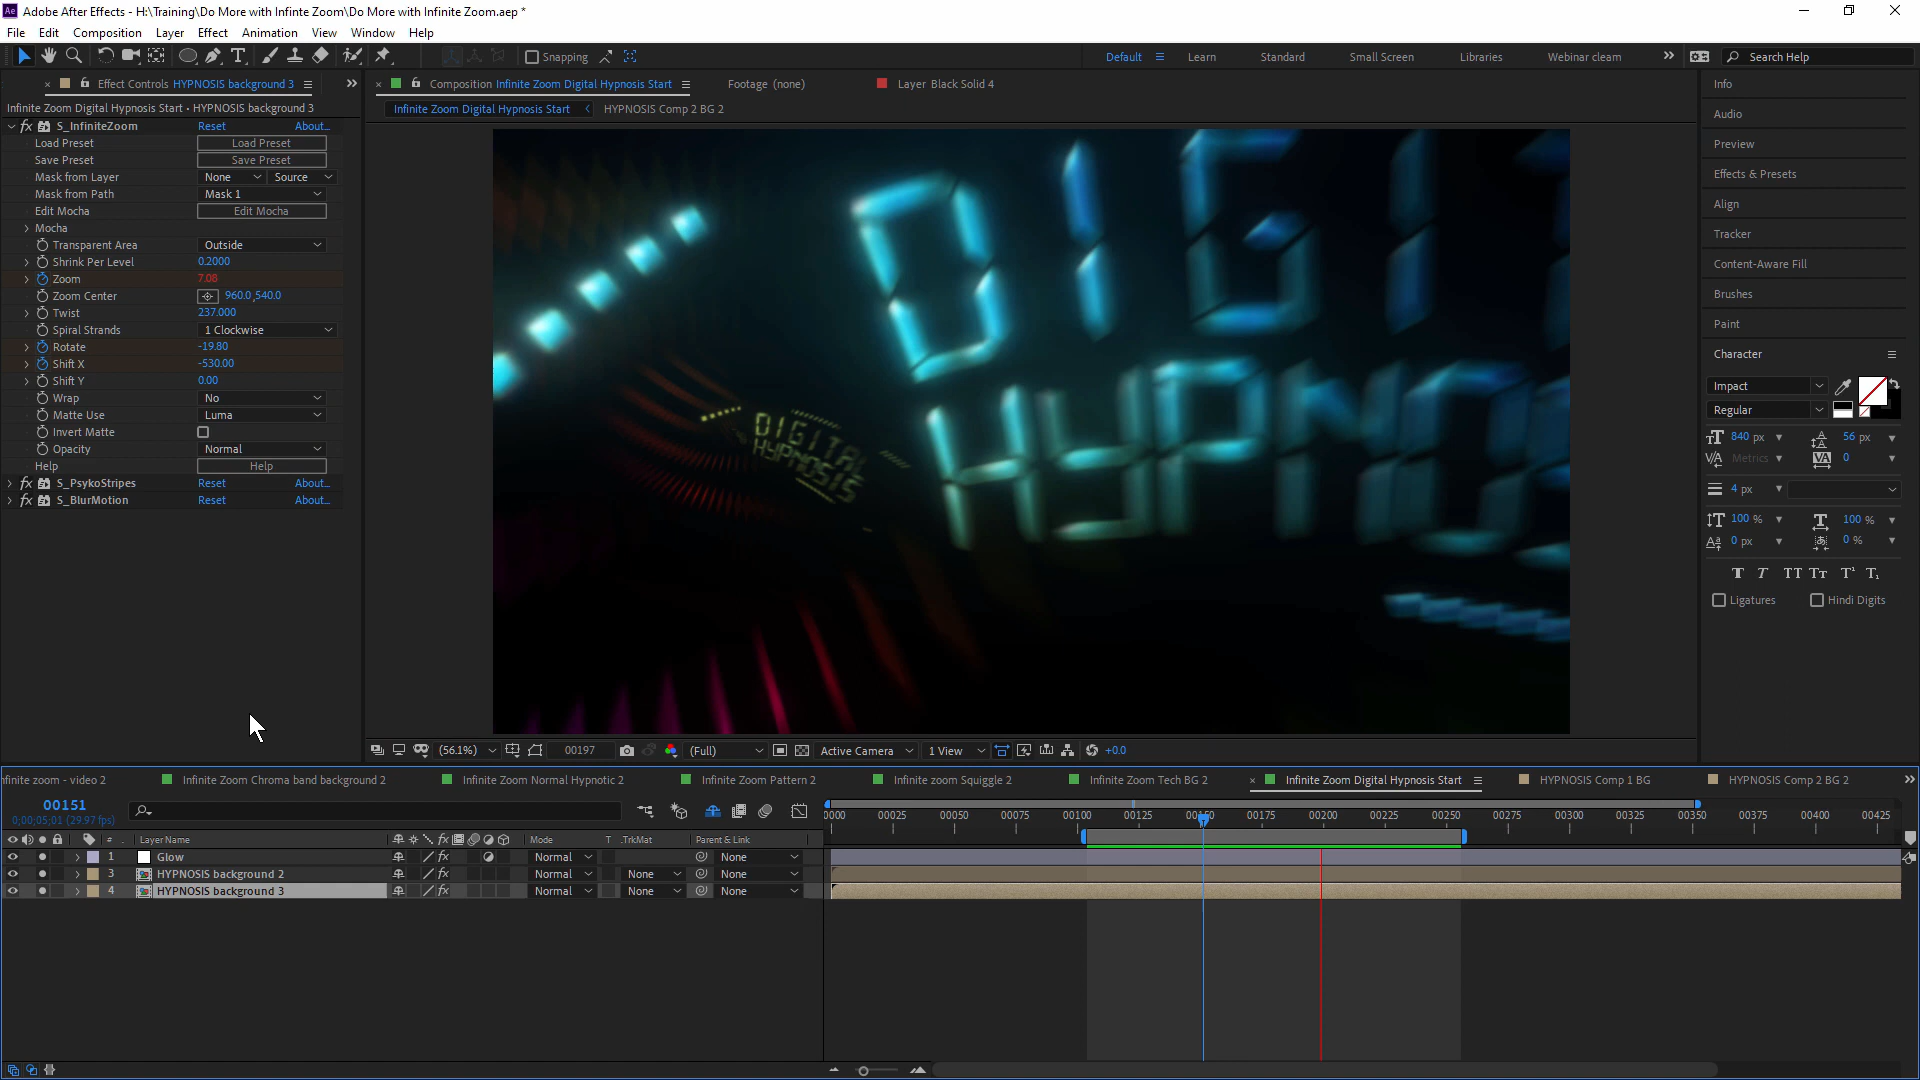 Adobe After Effects - H:\Training\Do More with Infinte Zoom\Do More with Infinite Zoom.aep *
File Edit Composition Layer Effect Animation View Window Help
Snapping
Default Learn Standard Small Screen Libraries Webinar cleam Search Help
Effect Controls HYPNOSIS background 3
Composition Infinite Zoom Digital Hypnosis Start
Footage (none)
Layer Black Solid 4
Infinite Zoom Digital Hypnosis Start • HYPNOSIS background 3
Infinite Zoom Digital Hypnosis Start HYPNOSIS Comp 2 BG 2
S_InfiniteZoom Reset About...
Load Preset Load Preset
Save Preset Save Preset
Mask from Layer None Source
Mask from Path Mask 1
Edit Mocha Edit Mocha
Mocha
Transparent Area Outside
Shrink Per Level 0.2000
Zoom 7.08
Zoom Center 960.0,540.0
Twist 237.000
Spiral Strands 1 Clockwise
Rotate -19.80
Shift X -530.00
Shift Y 0.00
Wrap No
Matte Use Luma
Invert Matte
Opacity Normal
Help Help
S_PsykoStripes Reset About...
S_BlurMotion Reset About...
DIGITAL
HYPNOSIS
Info
Audio
Preview
Effects & Presets
Align
Tracker
Content-Aware Fill
Brushes
Paint
Character
Impact
Regular
840 px 56 px
Metrics 0
4 px
100 % 100 %
0 px 0 %
T T TT TT T¹ T₁
Ligatures Hindi Digits
(56.1%) 00197 (Full) Active Camera 1 View +0.0
nfinite zoom - video 2 Infinite Zoom Chroma band background 2 Infinite Zoom Normal Hypnotic 2 Infinite Zoom Pattern 2 Infinite zoom Squiggle 2 Infinite Zoom Tech BG 2 Infinite Zoom Digital Hypnosis Start HYPNOSIS Comp 1 BG HYPNOSIS Comp 2 BG 2
00151
0;00;05;01 (29.97 fps)
0000 00025 00050 00075 00100 00125 00150 00175 00200 00225 00250 00275 00300 00325 00350 00375 00400 00425
# Layer Name Mode T .TrkMat Parent & Link
1 Glow Normal None
3 HYPNOSIS background 2 Normal None None
4 HYPNOSIS background 3 Normal None None